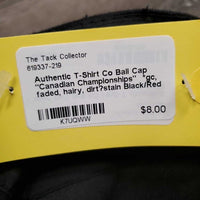 The Tack Collector
619337-219
Authentic T-Shirt Co Ball Cap
"Canadian Championships" *gc,
faded, hairy, dirt?stain Black/Red
$8.00
K7UQWW